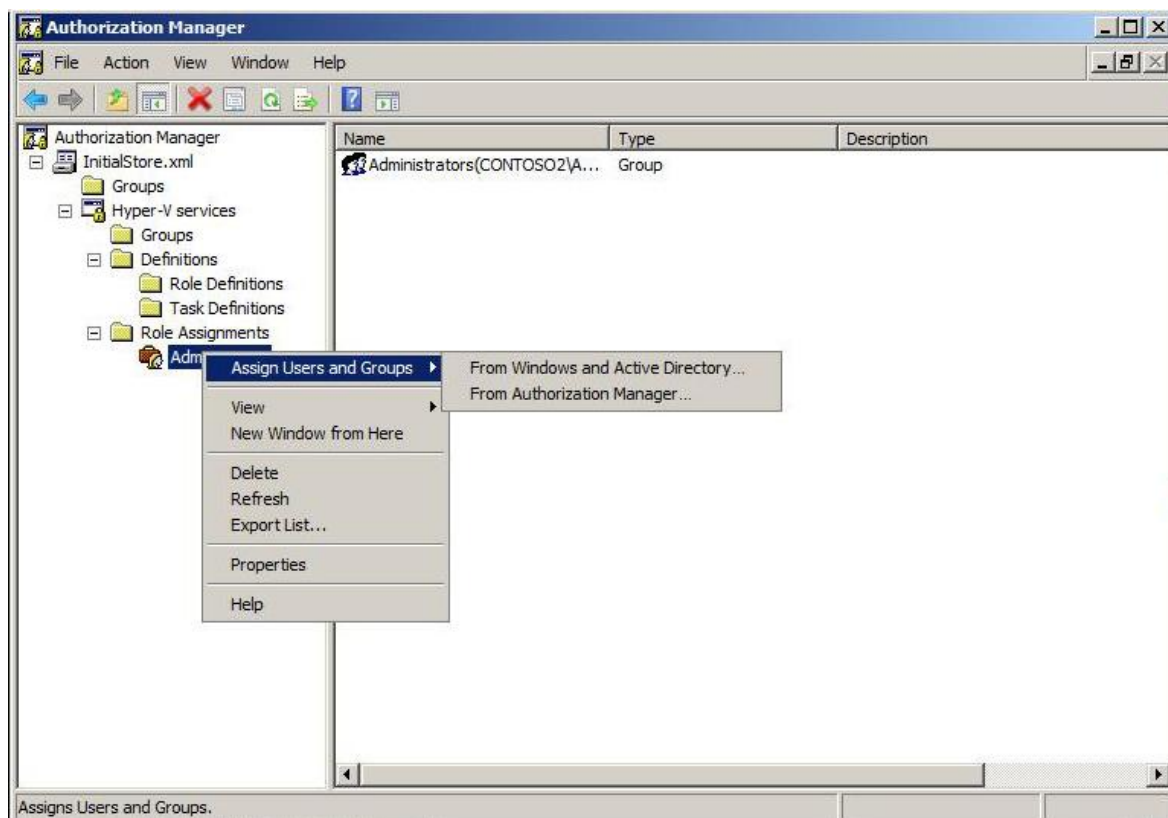 Authorization Manager
File Action View Window Help
Authorization Manager
InitialStore.xml
Groups
Hyper-V services
Groups
Definitions
Role Definitions
Task Definitions
Role Assignments
Adm
Name Type Description
Administrators(CONTOSO2\A... Group
Assign Users and Groups
View
New Window from Here
Delete
Refresh
Export List...
Properties
Help
From Windows and Active Directory...
From Authorization Manager...
Assigns Users and Groups.